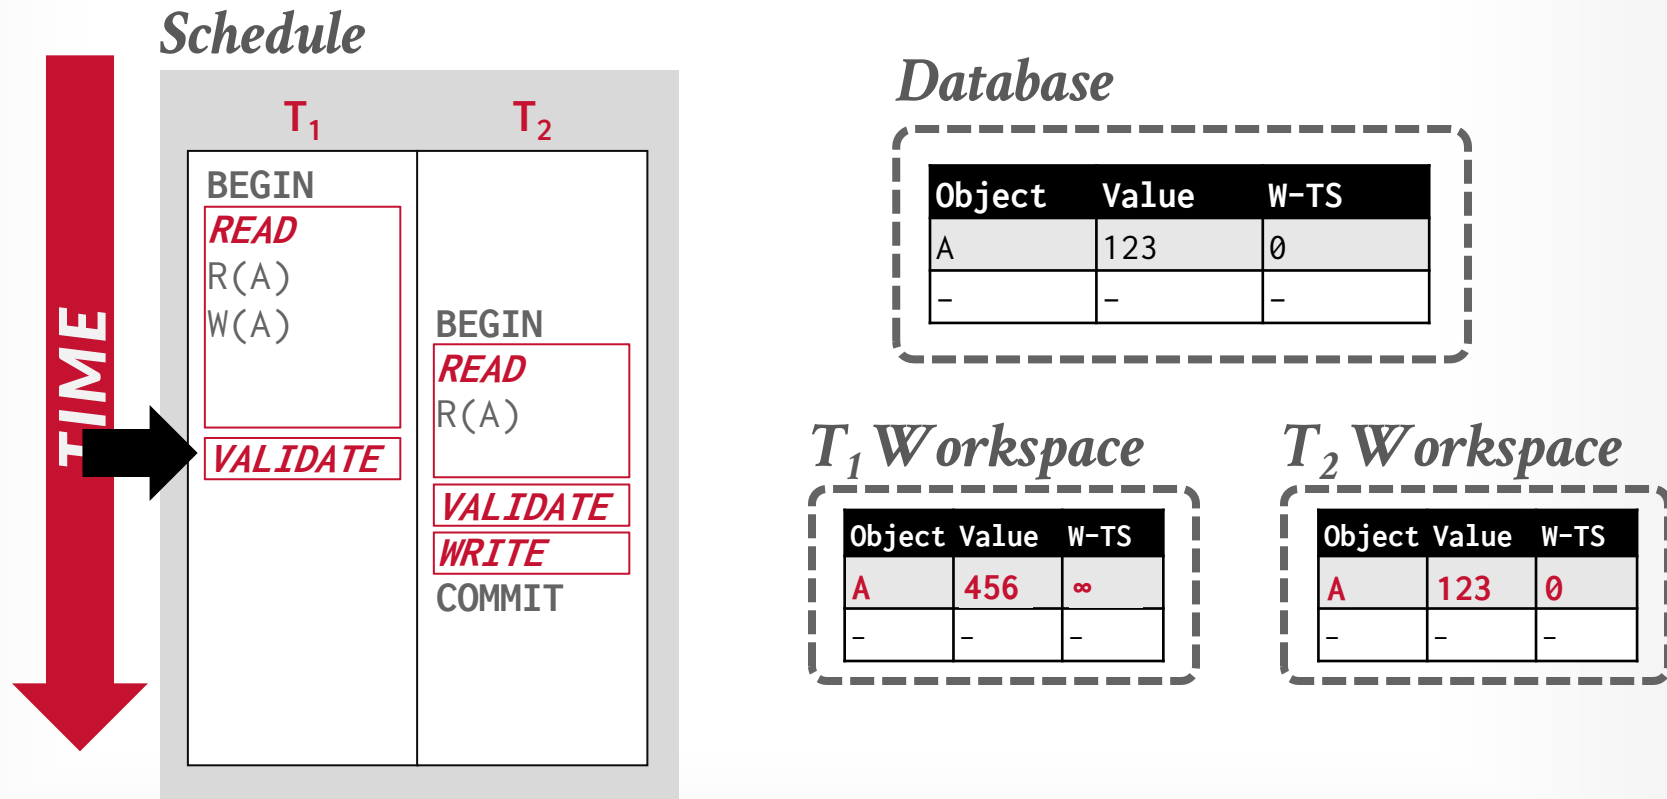 Schedule
TIME
T1 T2
BEGIN
READ
R(A)
W(A)
VALIDATE
BEGIN
READ
R(A)
VALIDATE
WRITE
COMMIT
Database
Object Value W-TS
A 123 0
- - -
T1 Workspace
Object Value W-TS
A 456 ∞
- - -
T2 Workspace
Object Value W-TS
A 123 0
- - -